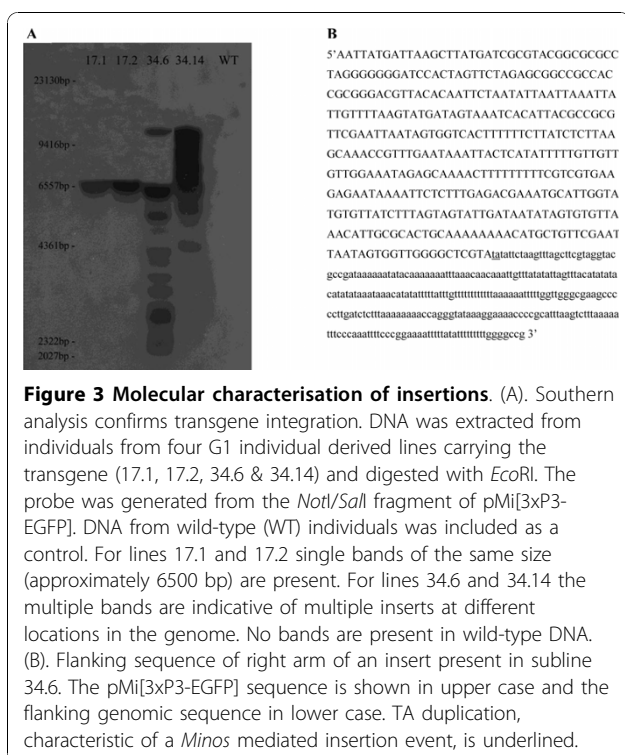 A
17.1 17.2 34.6 34.14 WT
23130bp -
9416bp -
6557bp -
4361bp -
2322bp -
2027bp -
B
5'AATTATGATTAAGCTTATGATCGCGTACGGCGCGCC
TAGGGGGGGATCCACTAGTTCTAGAGCGGCCGCCAC
CGCGGGACGTTACACAATTCTAATATTAATTAAATTA
TTGTTTTAAGTATGATAGTAAATCACATTACGCCGCG
TTCGAATTAATAGTGGTCACTTTTTTCTTATCTCTTAA
GCAAACCGTTTGAATAAATTACTCATATTTTTGTTGTT
GTTGGAAATAGAGCAAAACTTTTTTTTTCGTCGTGAA
GAGAATAAAATTCTCTTTGAGACGAAATGCATTGGTA
TGTGTTATCTTTAGTAGTATTGATAATATAGTGTGTTA
AACATTGCGCACTGCAAAAAAAACATGCTGTTCGAAT
TAATAGTGGTTGGGGCTCGTAtatattctaagtttagcttcgtaggtac
gccgataaaaaatatacaaaaaaatttaaacaacaaattgtttatatattagtttacatatata
catatataaataaacatatatttttatttgttttttttttttaaaaaatttttggttgggcgaagccc
ccttgatctctttaaaaaaaaccagggtataaaggaaaaccccgcatttaagtctttaaaaa
tttcccaaattttcccggaaaatttttatatttttttttggggccg 3'
Figure 3 Molecular characterisation of insertions. (A). Southern
analysis confirms transgene integration. DNA was extracted from
individuals from four G1 individual derived lines carrying the
transgene (17.1, 17.2, 34.6 & 34.14) and digested with EcoRI. The
probe was generated from the NotI/SalI fragment of pMi[3xP3-
EGFP]. DNA from wild-type (WT) individuals was included as a
control. For lines 17.1 and 17.2 single bands of the same size
(approximately 6500 bp) are present. For lines 34.6 and 34.14 the
multiple bands are indicative of multiple inserts at different
locations in the genome. No bands are present in wild-type DNA.
(B). Flanking sequence of right arm of an insert present in subline
34.6. The pMi[3xP3-EGFP] sequence is shown in upper case and the
flanking genomic sequence in lower case. TA duplication,
characteristic of a Minos mediated insertion event, is underlined.